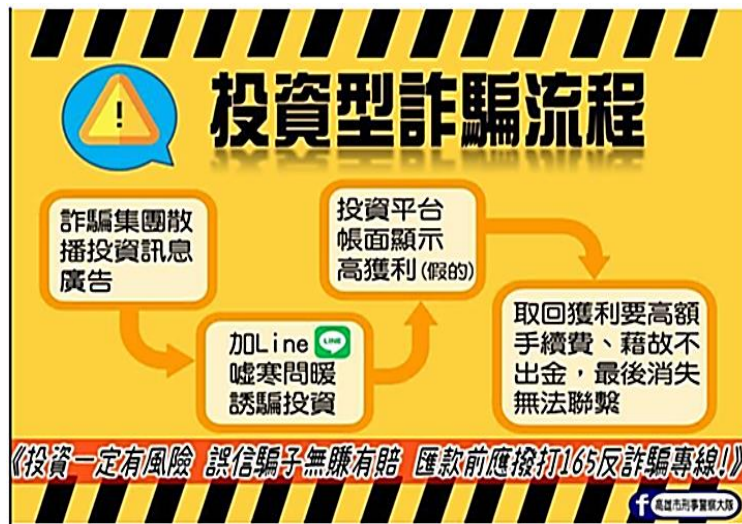 !
投資型詐騙流程
詐騙集團散
播投資訊息
廣告
加Line LINE
噓寒問暖
誘騙投資
投資平台
帳面顯示
高獲利(假的)
取回獲利要高額
手續費、藉故不
出金，最後消失
無法聯繫
《投資一定有風險 誤信騙子無賺有賠 匯款前應撥打165反詐騙專線!》
f 高雄市刑事警察大隊